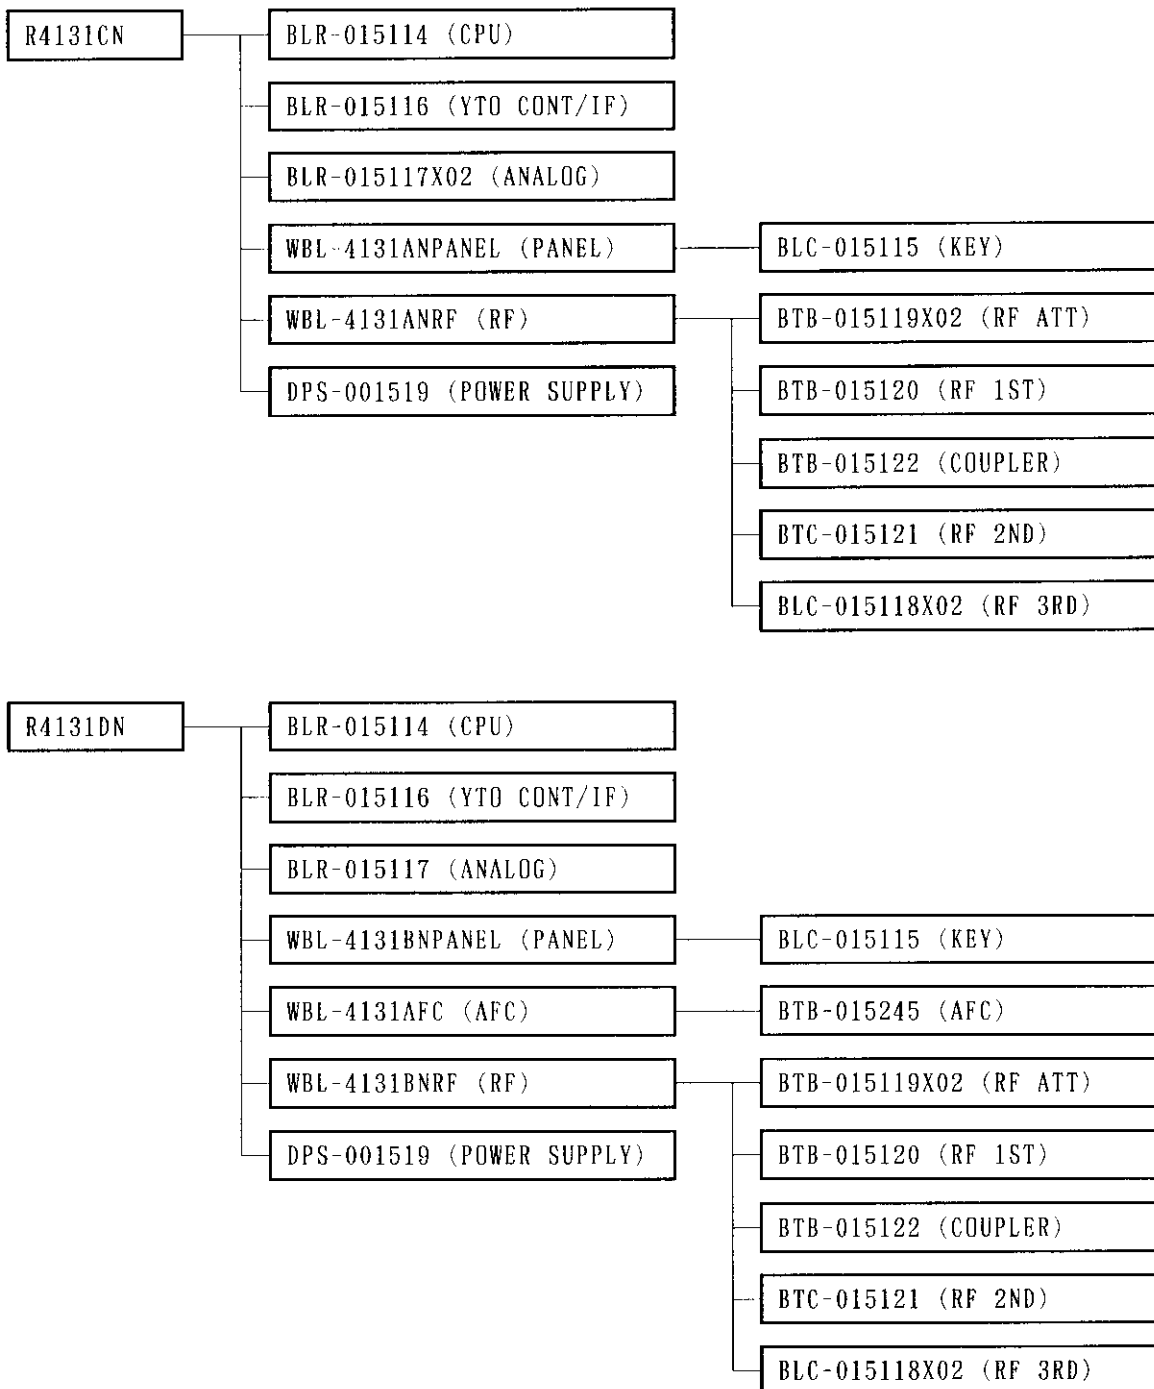 R4131CN
BLR-015114 (CPU)
BLR-015116 (YTO CONT/IF)
BLR-015117X02 (ANALOG)
WBL-4131ANPANEL (PANEL)
BLC-015115 (KEY)
WBL-4131ANRF (RF)
BTB-015119X02 (RF ATT)
DPS-001519 (POWER SUPPLY)
BTB-015120 (RF 1ST)
BTB-015122 (COUPLER)
BTC-015121 (RF 2ND)
BLC-015118X02 (RF 3RD)
R4131DN
BLR-015114 (CPU)
BLR-015116 (YTO CONT/IF)
BLR-015117 (ANALOG)
WBL-4131BNPANEL (PANEL)
BLC-015115 (KEY)
WBL-4131AFC (AFC)
BTB-015245 (AFC)
WBL-4131BNRF (RF)
BTB-015119X02 (RF ATT)
DPS-001519 (POWER SUPPLY)
BTB-015120 (RF 1ST)
BTB-015122 (COUPLER)
BTC-015121 (RF 2ND)
BLC-015118X02 (RF 3RD)